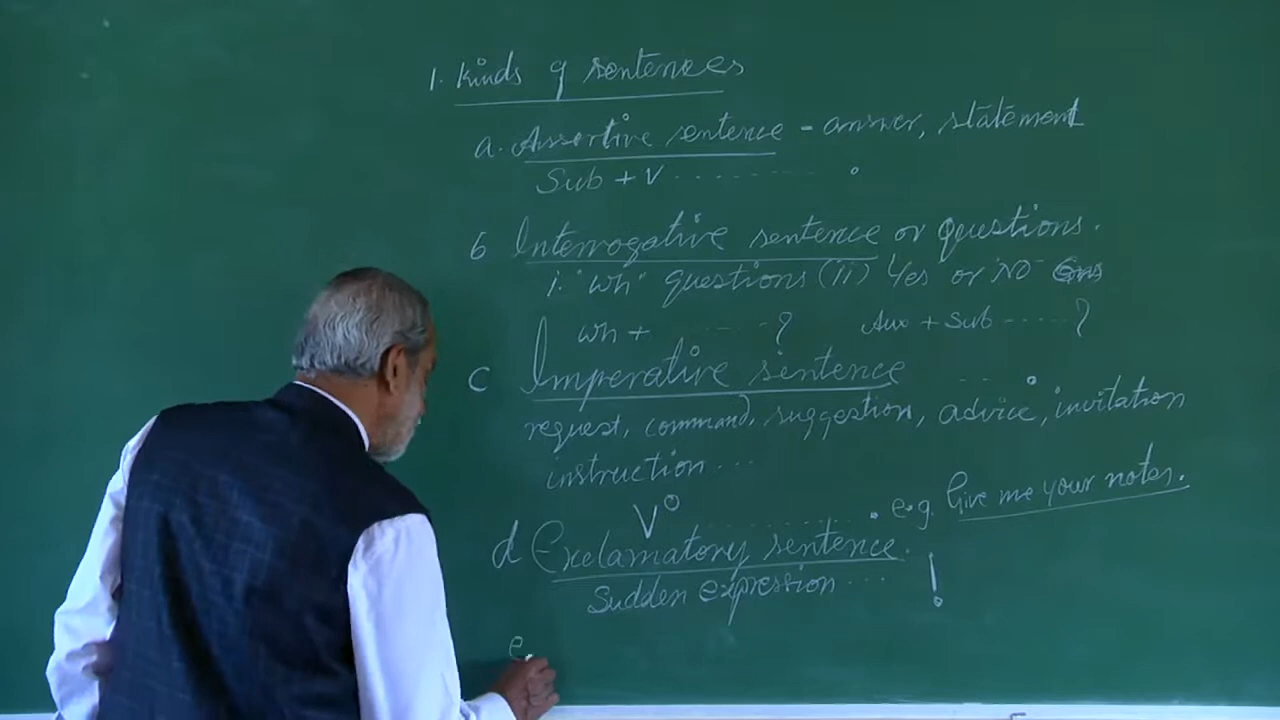 1. Kinds of sentences
a. Assertive sentence - answer, statement
Sub + V ............ .
b Interrogative sentence or questions.
i. "Wh" questions (ii) Yes or NO Qns
Wh + ......? Aux + Sub ......?
c Imperative sentence ... .
request, command, suggestion, advice, invitation
instruction...
V° ............ . e.g. Give me your notes.
d Exclamatory sentence.
Sudden expression ... !
e.